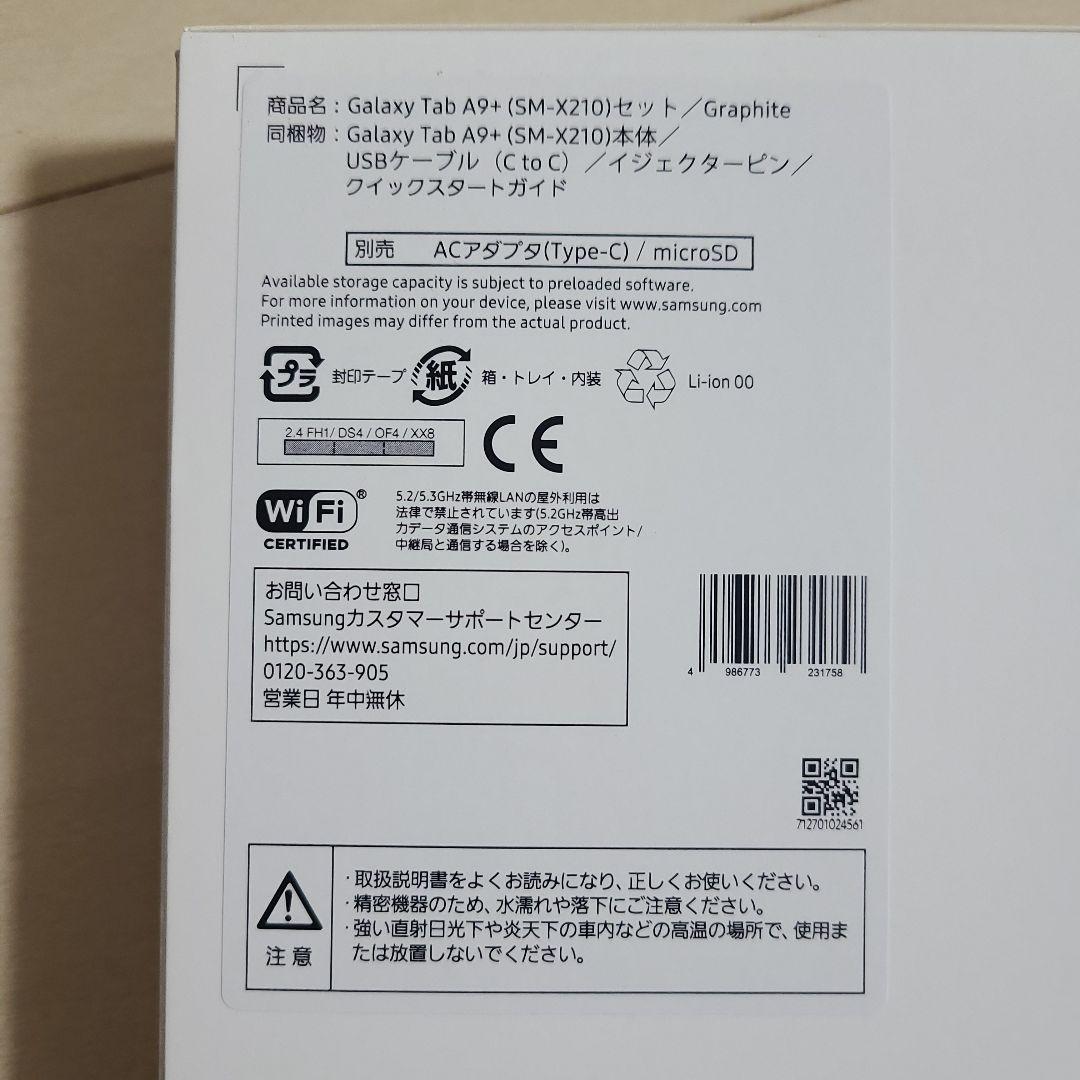 商品名：Galaxy Tab A9+ (SM-X210)セット／Graphite
同梱物：Galaxy Tab A9+ (SM-X210)本体／
USBケーブル（C to C）／イジェクターピン／
クイックスタートガイド
別売 ACアダプタ(Type-C) / microSD
Available storage capacity is subject to preloaded software.
For more information on your device, please visit www.samsung.com
Printed images may differ from the actual product.
プラ 封印テープ 紙 箱・トレイ・内装 Li-ion 00
2.4 FH1/ DS4 / OF4 / XX8
CE
Wi Fi ®
CERTIFIED
5.2/5.3GHz帯無線LANの屋外利用は
法律で禁止されています(5.2GHz帯高出
力データ通信システムのアクセスポイント/
中継局と通信する場合を除く)。
お問い合わせ窓口
Samsungカスタマーサポートセンター
https://www.samsung.com/jp/support/
0120-363-905
営業日 年中無休
4 986773 231758
712701024561
注意
・取扱説明書をよくお読みになり、正しくお使いください。
・精密機器のため、水濡れや落下にご注意ください。
・強い直射日光下や炎天下の車内などの高温の場所で、使用ま
たは放置しないでください。